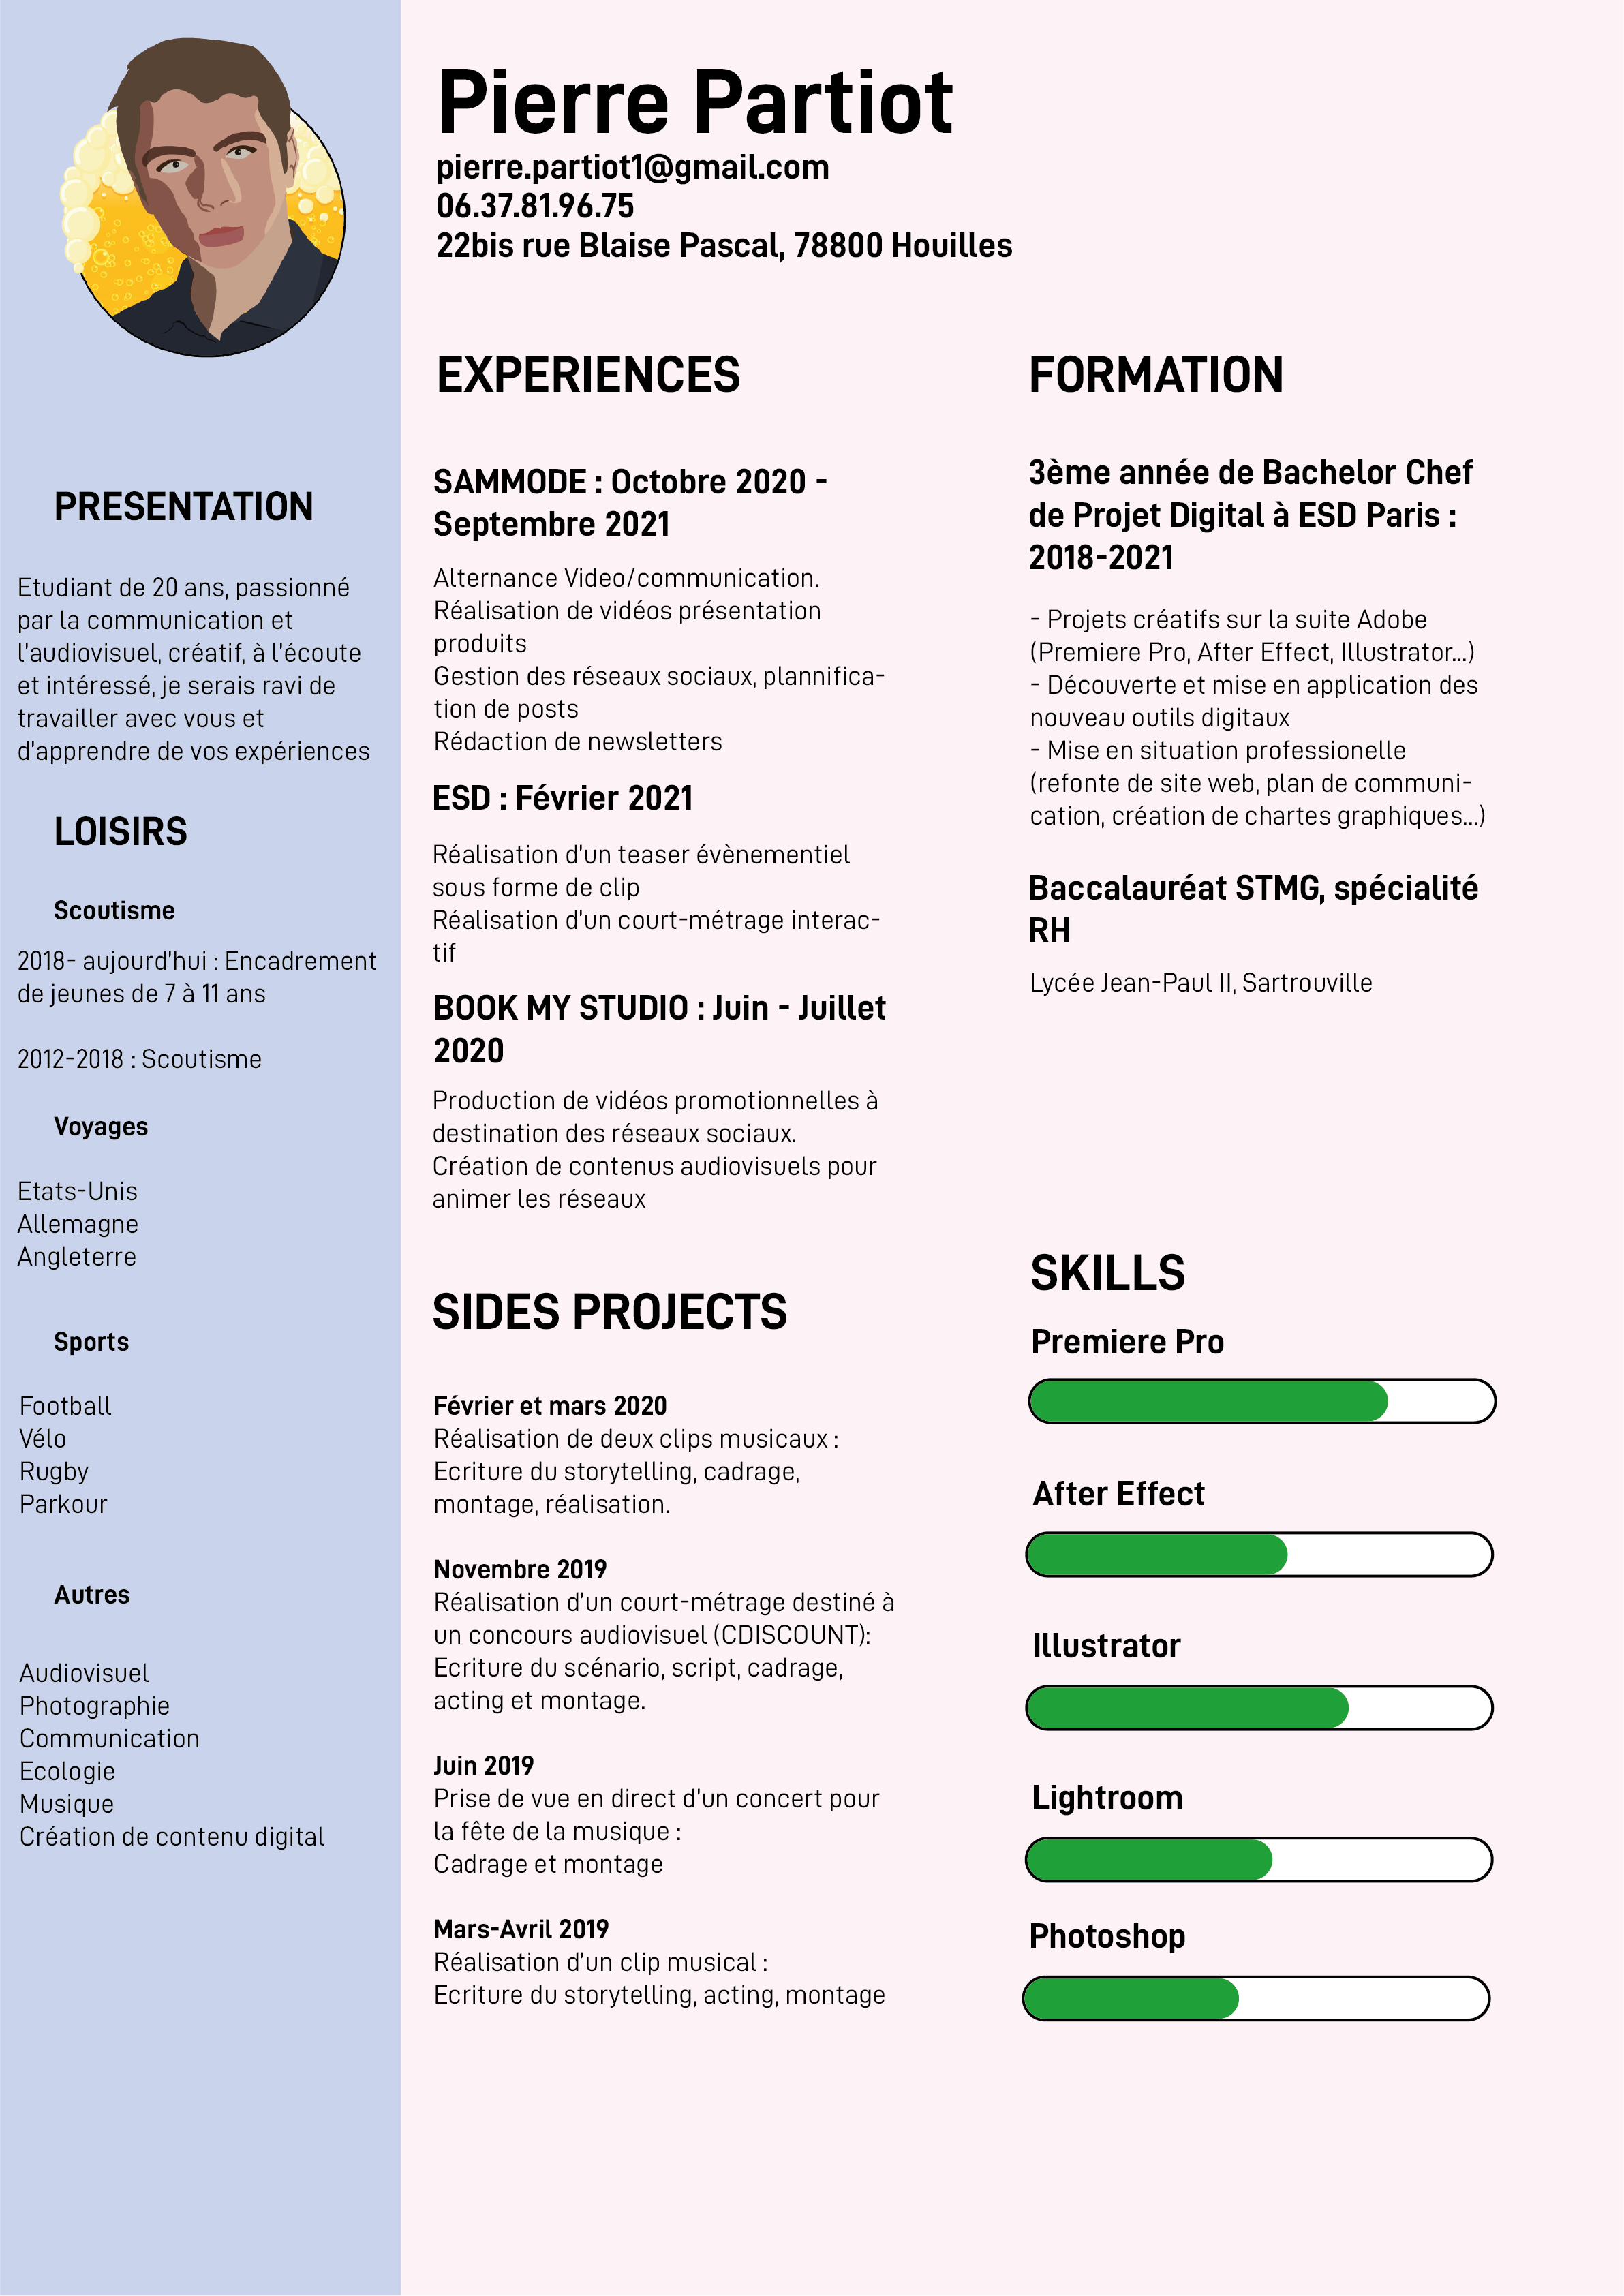 Pierre Partiot
pierre.partiot1@gmail.com
06.37.81.96.75
22bis rue Blaise Pascal, 78800 Houilles
PRESENTATION
Etudiant de 20 ans, passionné
par la communication et
l'audiovisuel, créatif, à l'écoute
et intéressé, je serais ravi de
travailler avec vous et
d'apprendre de vos expériences
LOISIRS
Scoutisme
2018- aujourd'hui : Encadrement
de jeunes de 7 à 11 ans
2012-2018 : Scoutisme
Voyages
Etats-Unis
Allemagne
Angleterre
Sports
Football
Vélo
Rugby
Parkour
Autres
Audiovisuel
Photographie
Communication
Ecologie
Musique
Création de contenu digital
EXPERIENCES
SAMMODE : Octobre 2020 -
Septembre 2021
Alternance Video/communication.
Réalisation de vidéos présentation
produits
Gestion des réseaux sociaux, plannifica-
tion de posts
Rédaction de newsletters
ESD : Février 2021
Réalisation d'un teaser évènementiel
sous forme de clip
Réalisation d'un court-métrage interac-
tif
BOOK MY STUDIO : Juin - Juillet
2020
Production de vidéos promotionnelles à
destination des réseaux sociaux.
Création de contenus audiovisuels pour
animer les réseaux
SIDES PROJECTS
Février et mars 2020
Réalisation de deux clips musicaux :
Ecriture du storytelling, cadrage,
montage, réalisation.
Novembre 2019
Réalisation d'un court-métrage destiné à
un concours audiovisuel (CDISCOUNT):
Ecriture du scénario, script, cadrage,
acting et montage.
Juin 2019
Prise de vue en direct d'un concert pour
la fête de la musique :
Cadrage et montage
Mars-Avril 2019
Réalisation d'un clip musical :
Ecriture du storytelling, acting, montage
FORMATION
3ème année de Bachelor Chef
de Projet Digital à ESD Paris :
2018-2021
- Projets créatifs sur la suite Adobe
(Premiere Pro, After Effect, Illustrator...)
- Découverte et mise en application des
nouveau outils digitaux
- Mise en situation professionelle
(refonte de site web, plan de communi-
cation, création de chartes graphiques...)
Baccalauréat STMG, spécialité
RH
Lycée Jean-Paul II, Sartrouville
SKILLS
Premiere Pro
After Effect
Illustrator
Lightroom
Photoshop